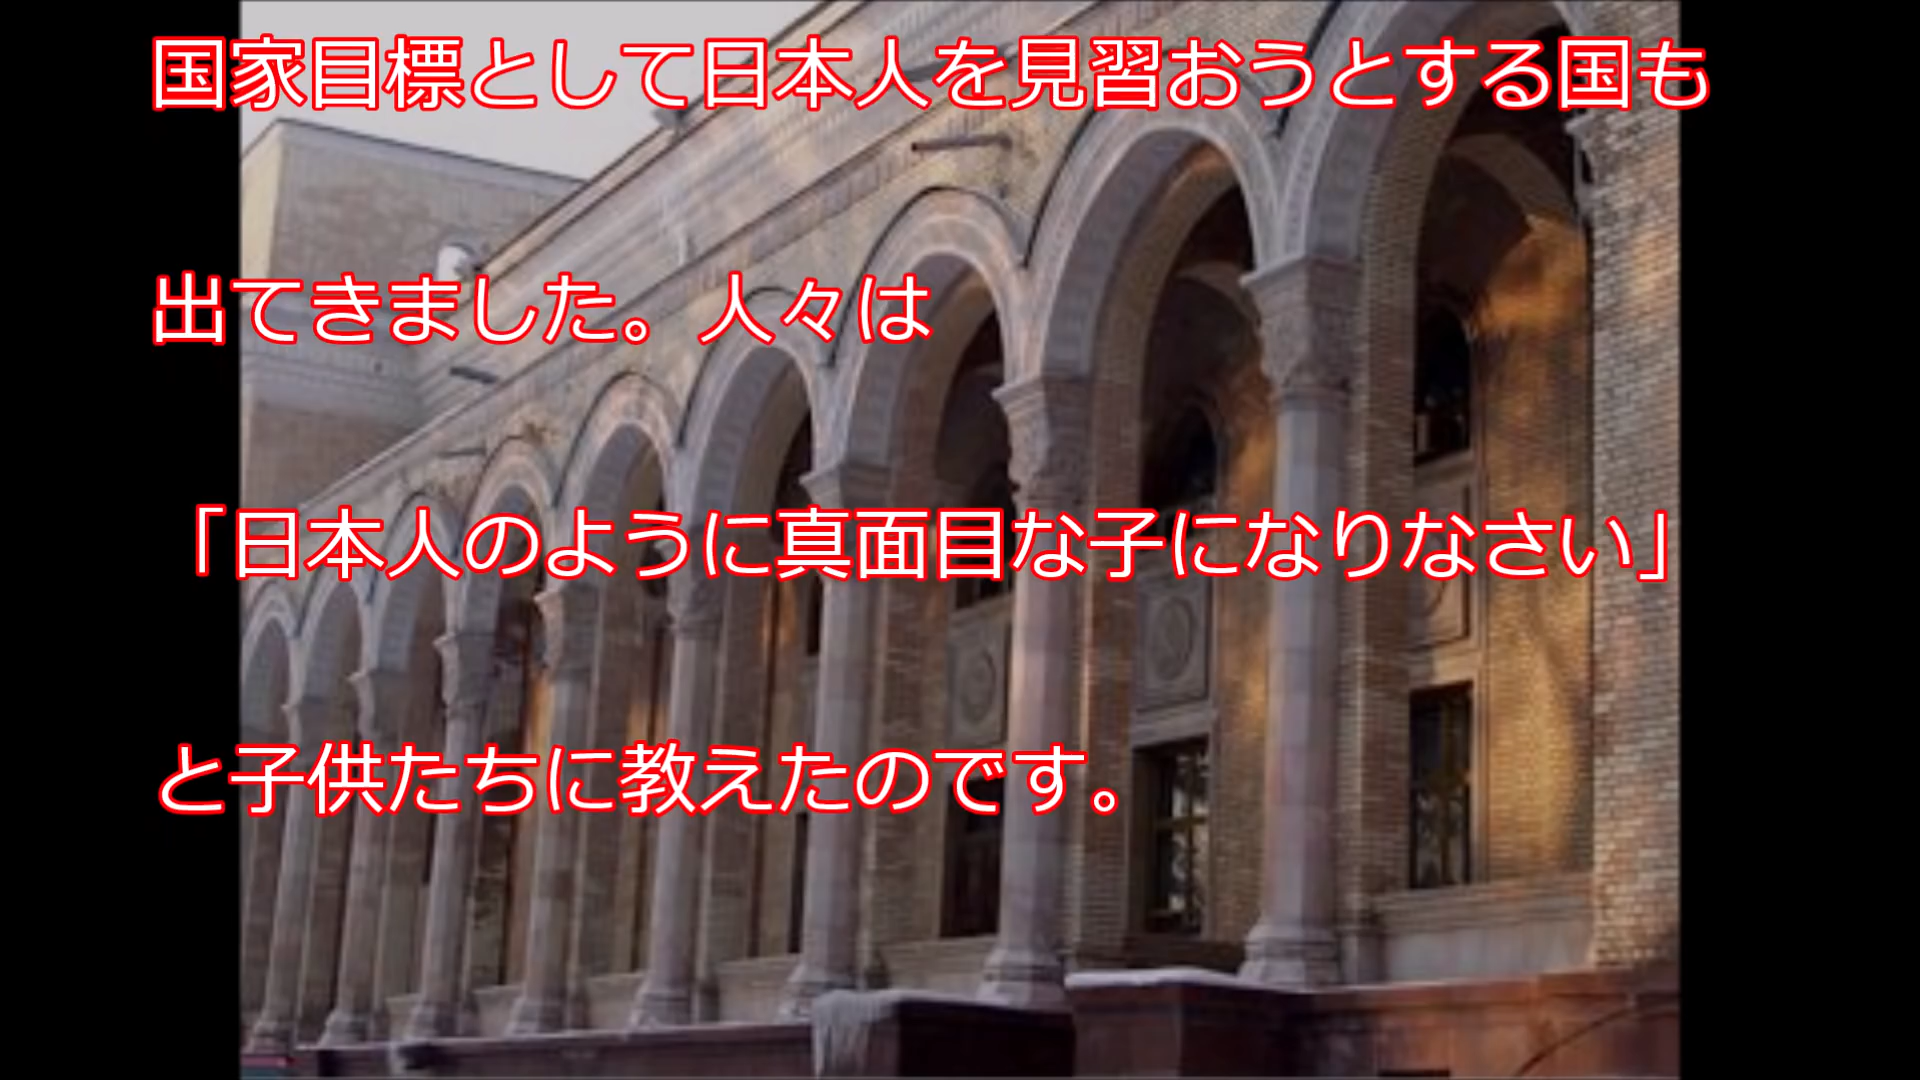 国家目標として日本人を見習おうとする国も
出てきました。人々は
「日本人のように真面目な子になりなさい」
と子供たちに教えたのです。